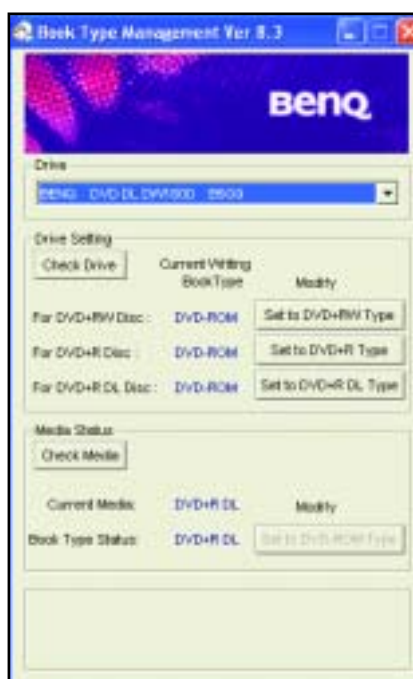 Book Type Management Ver 8.3
BenQ
Drive
BENQ DVD DL DW1600 BS00
Drive Setting
Check Drive
Current Writing
BookType
Modify
For DVD+RW Disc : DVD-ROM Set to DVD+RW Type
For DVD+R Disc : DVD-ROM Set to DVD+R Type
For DVD+R DL Disc : DVD-ROM Set to DVD+R DL Type
Media Status
Check Media
Current Media: DVD+R DL Modify
Book Type Status: DVD+R DL Set to DVD-ROM Type